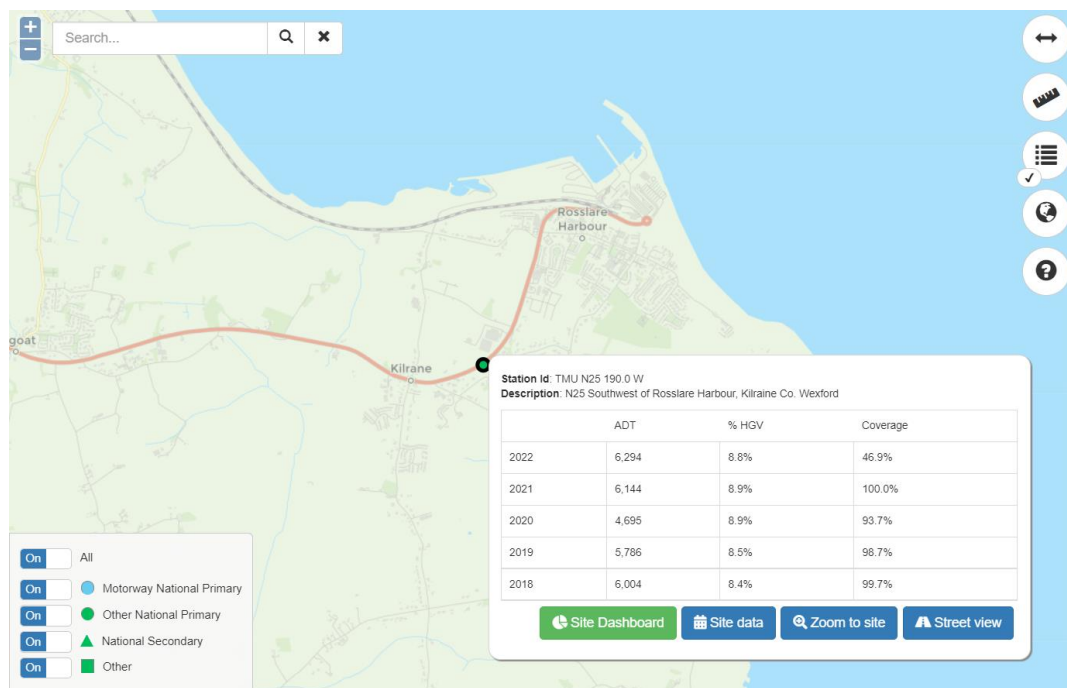 +
−
Search...
Rosslare
Harbour
goat
Kilrane
Station Id: TMU N25 190.0 W
Description: N25 Southwest of Rosslare Harbour, Kilraine Co. Wexford
ADT % HGV Coverage
2022 6,294 8.8% 46.9%
2021 6,144 8.9% 100.0%
2020 4,695 8.9% 93.7%
2019 5,786 8.5% 98.7%
2018 6,004 8.4% 99.7%
Site Dashboard Site data Zoom to site Street view
On All
On Motorway National Primary
On Other National Primary
On National Secondary
On Other